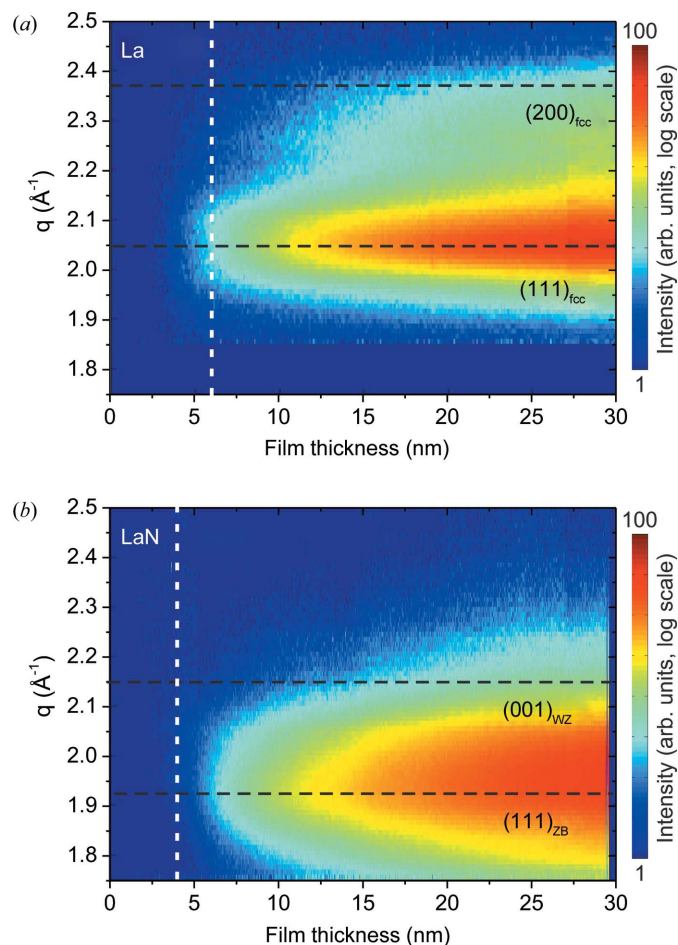 (a)
La
2.5
2.4
2.3
2.2
2.1
2.0
1.9
1.8
q (Å⁻¹)
(200)fcc
(111)fcc
0 5 10 15 20 25 30
Film thickness (nm)
100
Intensity (arb. units, log scale)
1
(b)
LaN
2.5
2.4
2.3
2.2
2.1
2.0
1.9
1.8
q (Å⁻¹)
(001)WZ
(111)ZB
0 5 10 15 20 25 30
Film thickness (nm)
100
Intensity (arb. units, log scale)
1